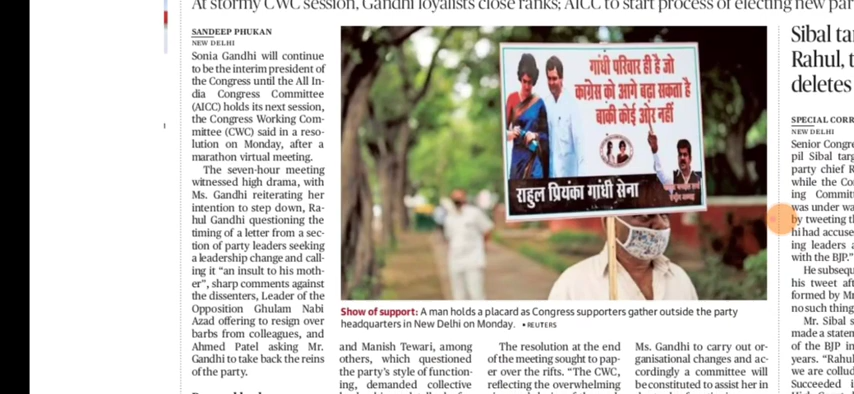 At stormy CWC session, Gandhi loyalists close ranks; AICC to start process of electing new par
SANDEEP PHUKAN
NEW DELHI
Sonia Gandhi will continue
to be the interim president of
the Congress until the All In-
dia Congress Committee
(AICC) holds its next session,
the Congress Working Com-
mittee (CWC) said in a reso-
lution on Monday, after a
marathon virtual meeting.
The seven-hour meeting
witnessed high drama, with
Ms. Gandhi reiterating her
intention to step down, Ra-
hul Gandhi questioning the
timing of a letter from a sec-
tion of party leaders seeking
a leadership change and call-
ing it “an insult to his moth-
er”, sharp comments against
the dissenters, Leader of the
Opposition Ghulam Nabi
Azad offering to resign over
barbs from colleagues, and
Ahmed Patel asking Mr.
Gandhi to take back the reins
of the party.
गांधी परिवार ही है जो
कांग्रेस को आगे बढ़ा सकता है
बाकी कोई ओर नहीं
राहुल प्रियंका गांधी सेना
Show of support: A man holds a placard as Congress supporters gather outside the party
headquarters in New Delhi on Monday. • REUTERS
and Manish Tewari, among
others, which questioned
the party's style of function-
ing, demanded collective
The resolution at the end
of the meeting sought to pap-
er over the rifts. “The CWC,
reflecting the overwhelming
Ms. Gandhi to carry out or-
ganisational changes and ac-
cordingly a committee will
be constituted to assist her in
Sibal ta
Rahul, t
deletes
SPECIAL CORR
NEW DELHI
Senior Congre
pil Sibal targ
party chief R
while the Co
ing Committ
was under wa
by tweeting th
hi had accuse
ing leaders a
with the BJP.”
He subsequ
his tweet aft
formed by Mr
no such thing
Mr. Sibal s
made a statem
of the BJP in
years. “Rahul
we are collud
Succeeded i